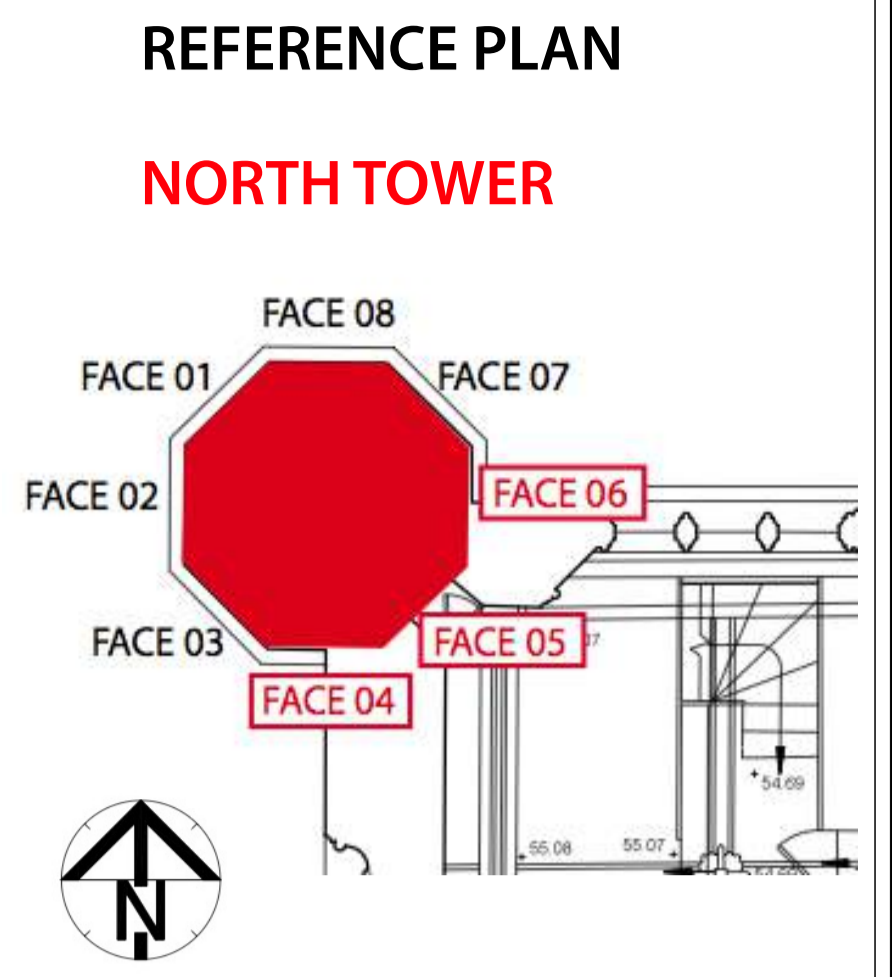 REFERENCE PLAN
NORTH TOWER
FACE 08
FACE 01
FACE 07
FACE 02
FACE 06
FACE 03
FACE 05
FACE 04
54.69
55.08
55.07
N